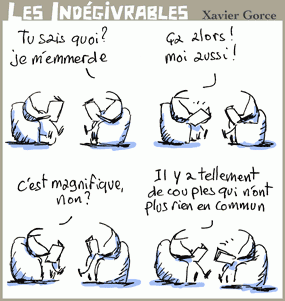 Les Indégivrables
Xavier Gorce
Tu sais quoi?
je m'emmerde
Ça alors!
moi aussi!
C'est magnifique,
non?
Il y a tellement
de couples qui n'ont
plus rien en commun